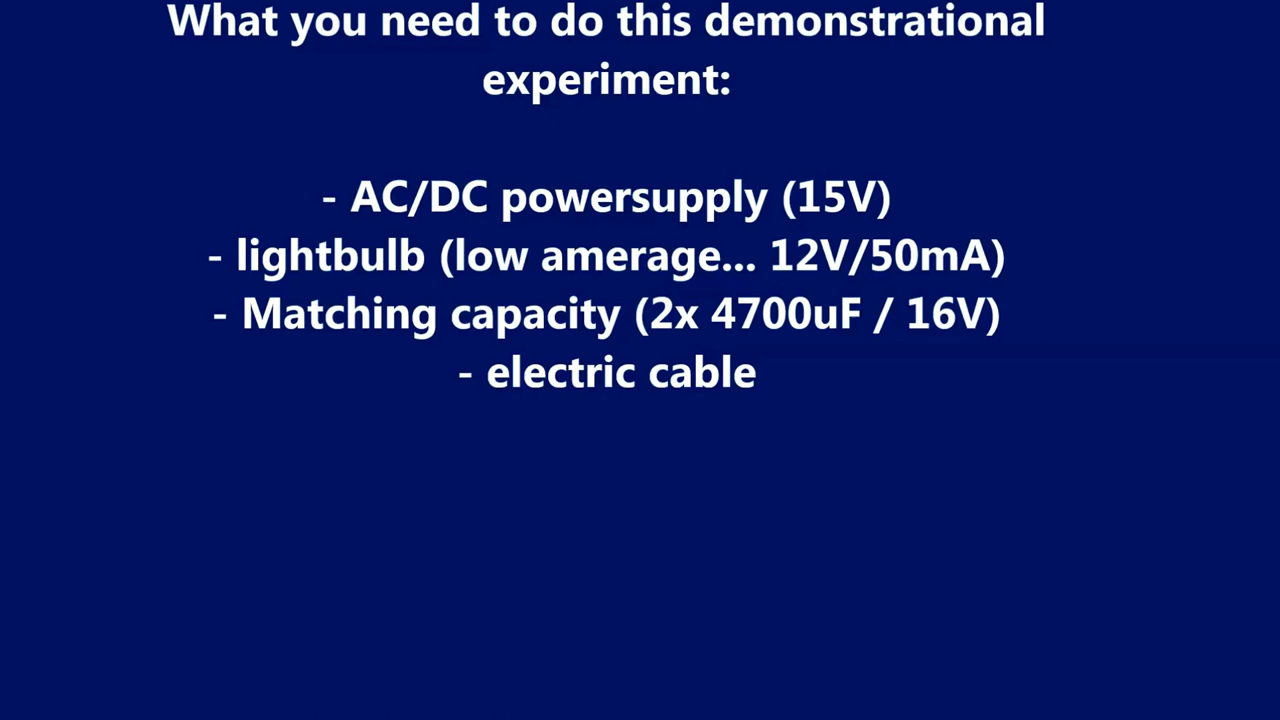 What you need to do this demonstrational
experiment:
- AC/DC powersupply (15V)
- lightbulb (low amerage... 12V/50mA)
- Matching capacity (2x 4700uF / 16V)
- electric cable